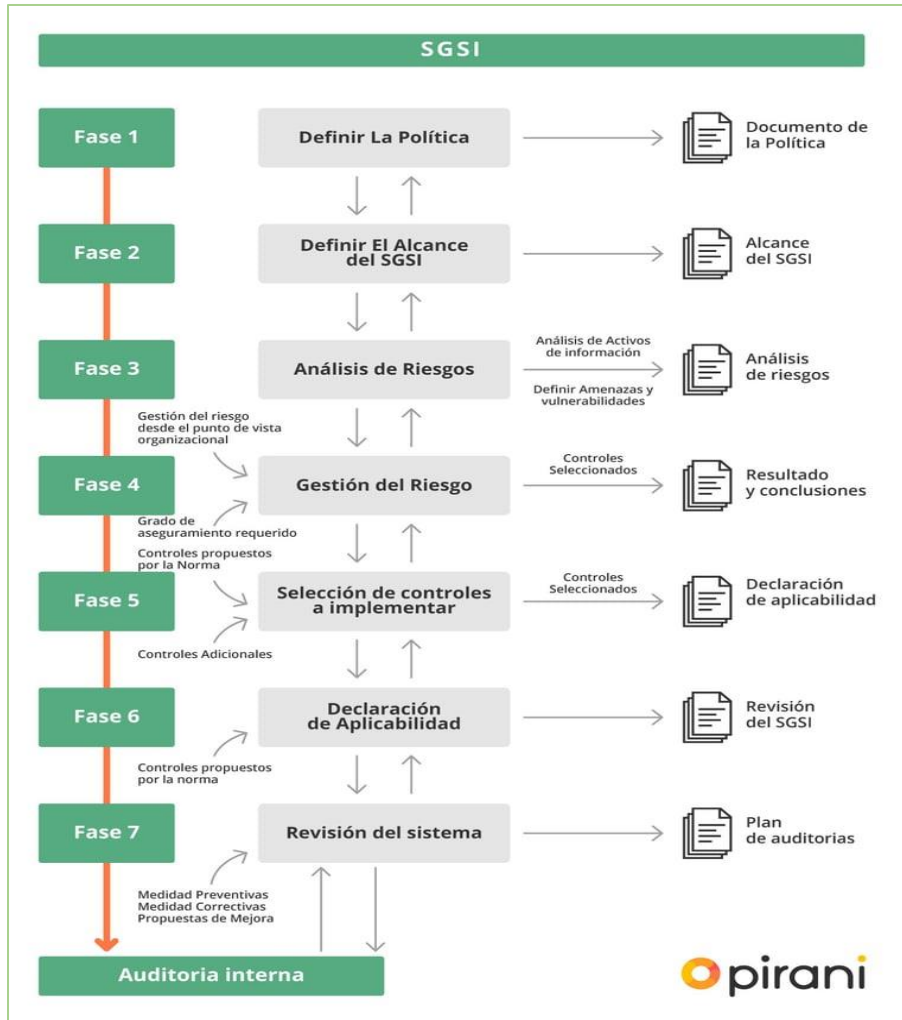 SGSI
Fase 1
Definir La Política
Documento de
la Política
Fase 2
Definir El Alcance
del SGSI
Alcance
del SGSI
Fase 3
Análisis de Riesgos
Análisis de Activos
de información
Definir Amenazas y
vulnerabilidades
Análisis
de riesgos
Gestión del riesgo
desde el punto de vista
organizacional
Fase 4
Gestión del Riesgo
Controles
Seleccionados
Resultado
y conclusiones
Grado de
aseguramiento requerido
Controles propuestos
por la Norma
Fase 5
Selección de controles
a implementar
Controles
Seleccionados
Declaración
de aplicabilidad
Controles Adicionales
Fase 6
Declaración
de Aplicabilidad
Revisión
del SGSI
Controles propuestos
por la norma
Fase 7
Revisión del sistema
Plan
de auditorias
Medidad Preventivas
Medidad Correctivas
Propuestas de Mejora
Auditoria interna
pirani